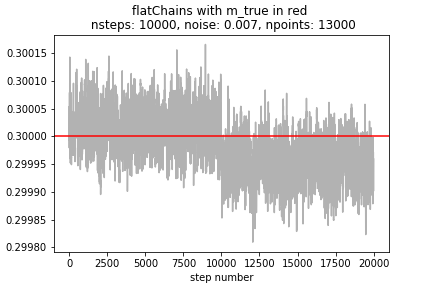 flatChains with m_true in red
nsteps: 10000, noise: 0.007, npoints: 13000
0.30015
0.30010
0.30005
0.30000
0.29995
0.29990
0.29985
0.29980
0 2500 5000 7500 10000 12500 15000 17500 20000
step number